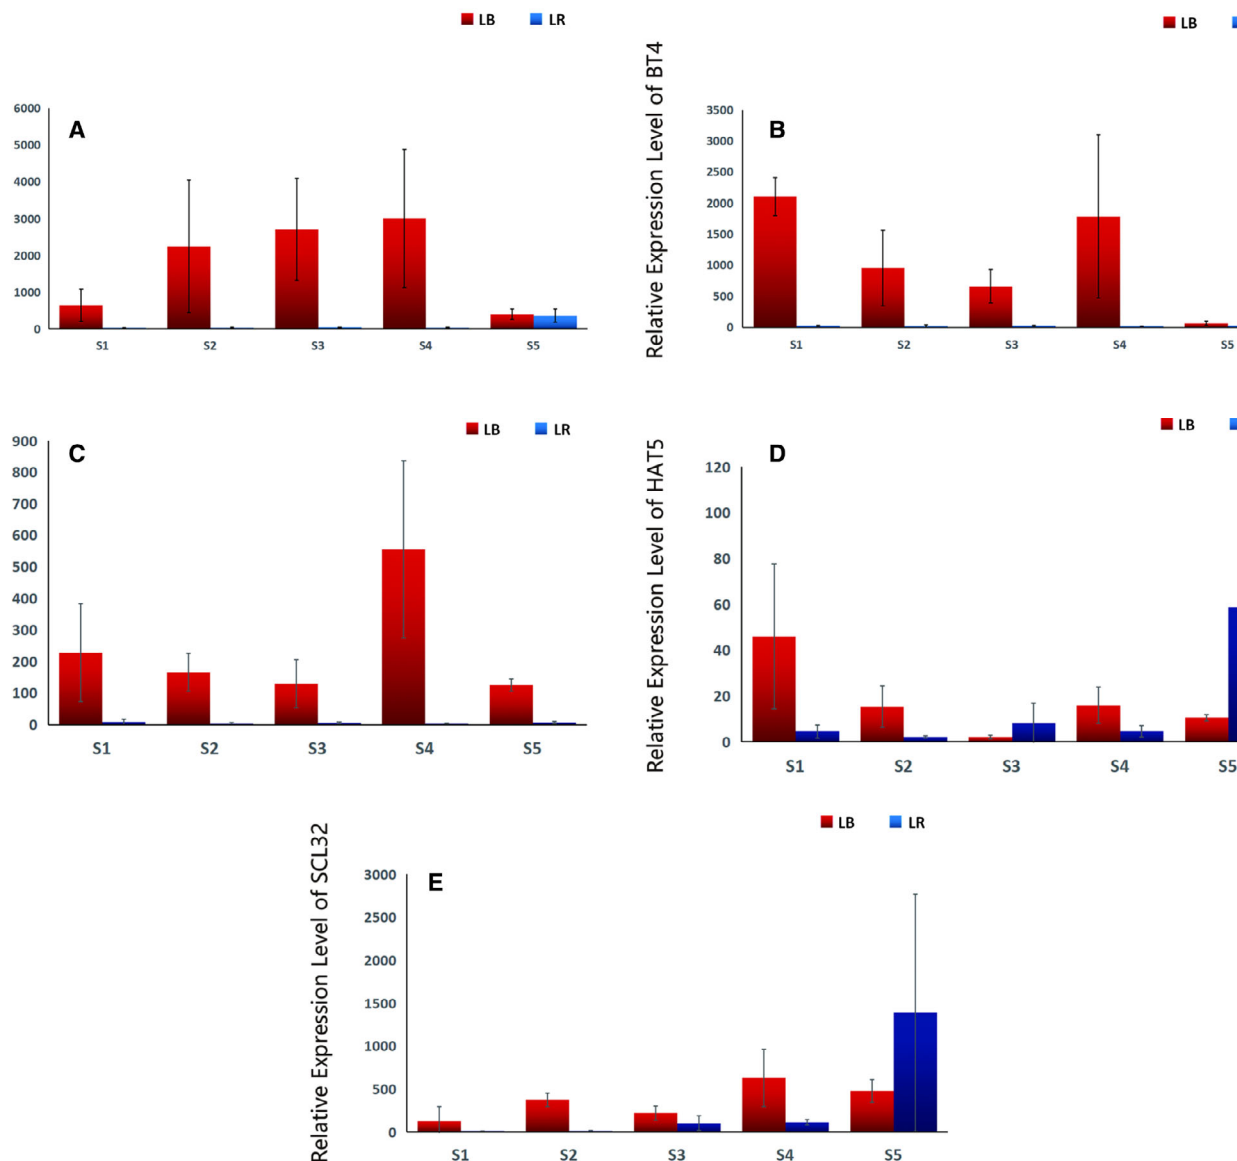 LB LR
A
6000
5000
4000
3000
2000
1000
0
S1 S2 S3 S4 S5
LB
Relative Expression Level of BT4
B
3500
3000
2500
2000
1500
1000
500
0
S1 S2 S3 S4 S5
LB LR
C
900
800
700
600
500
400
300
200
100
0
S1 S2 S3 S4 S5
LB
Relative Expression Level of HAT5
D
120
100
80
60
40
20
0
S1 S2 S3 S4 S5
LB LR
Relative Expression Level of SCL32
E
3000
2500
2000
1500
1000
500
0
S1 S2 S3 S4 S5